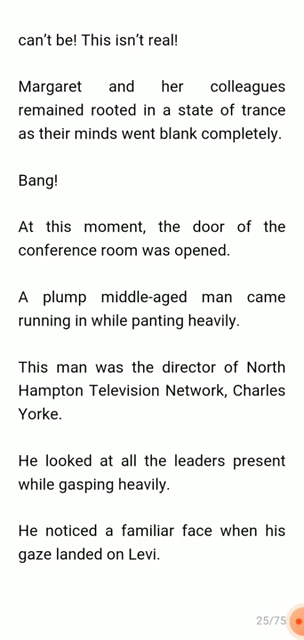 can't be! This isn't real!
Margaret and her colleagues
remained rooted in a state of trance
as their minds went blank completely.
Bang!
At this moment, the door of the
conference room was opened.
A plump middle-aged man came
running in while panting heavily.
This man was the director of North
Hampton Television Network, Charles
Yorke.
He looked at all the leaders present
while gasping heavily.
He noticed a familiar face when his
gaze landed on Levi.
25/75